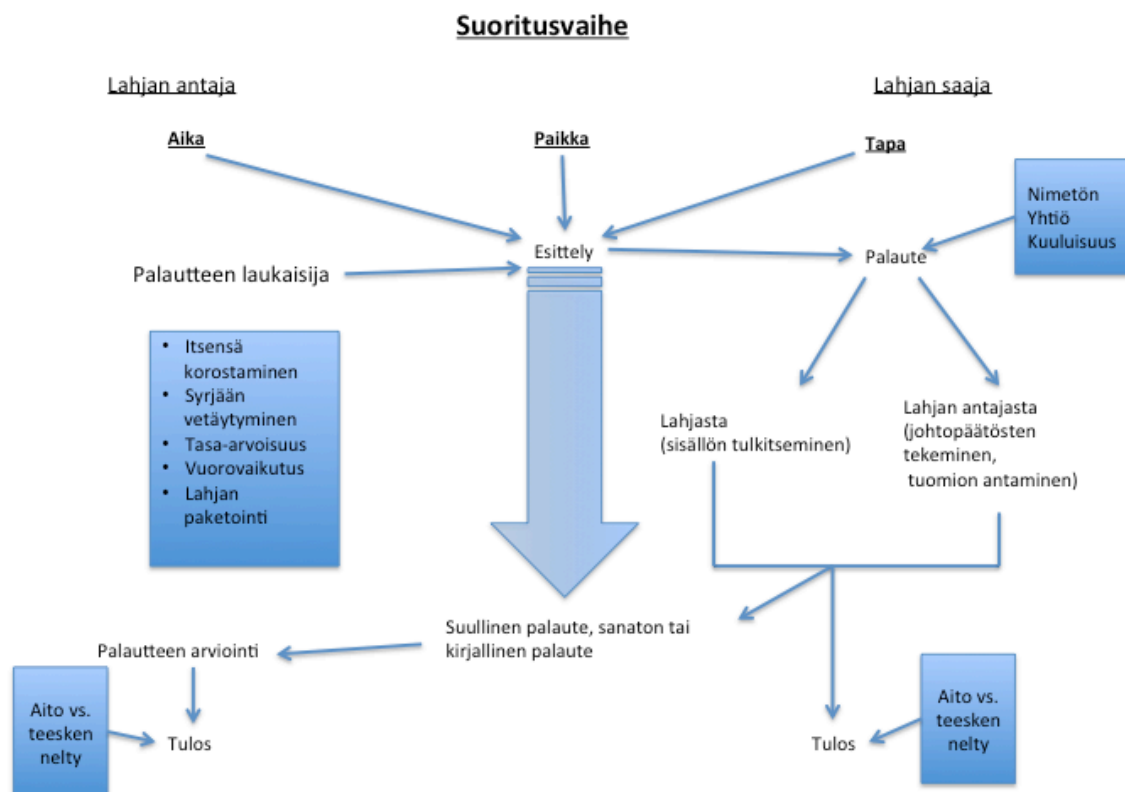 Suoritusvaihe
Lahjan antaja
Lahjan saaja
Aika
Paikka
Tapa
Nimetön
Yhtiö
Kuuluisuus
Esittely
Palaute
Palautteen laukaisija
• Itsensä
korostaminen
• Syrjään
vetäytyminen
• Tasa-arvoisuus
• Vuorovaikutus
• Lahjan
paketointi
Lahjasta
(sisällön tulkitseminen)
Lahjan antajasta
(johtopäätösten
tekeminen,
tuomion antaminen)
Suullinen palaute, sanaton tai
kirjallinen palaute
Palautteen arviointi
Aito vs.
teesken
nelty
Tulos
Tulos
Aito vs.
teesken
nelty